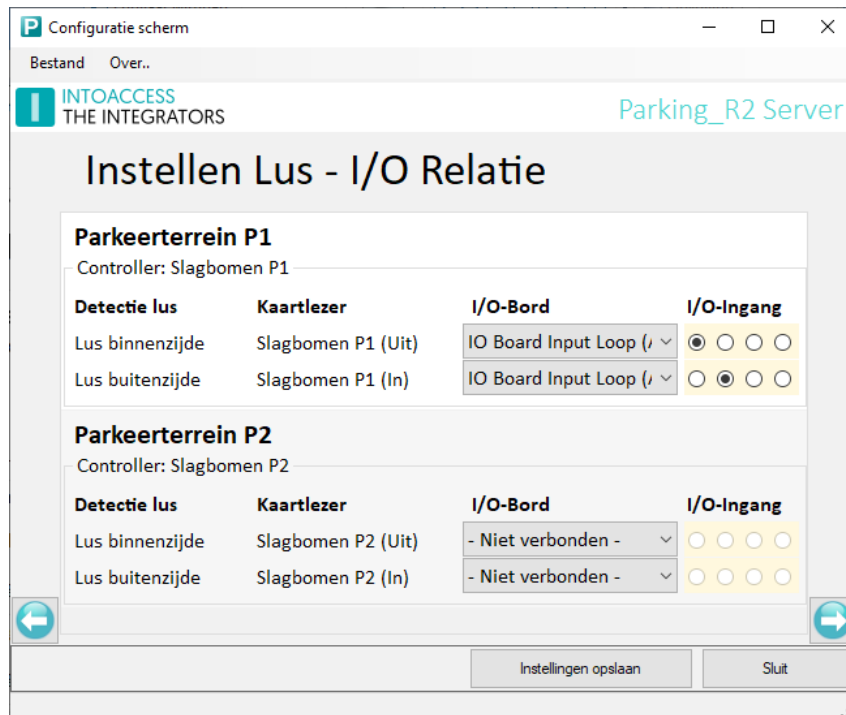 Configuratie scherm
Bestand Over..
INTOACCESS
THE INTEGRATORS
Parking_R2 Server
Instellen Lus - I/O Relatie
Parkeerterrein P1
Controller: Slagbomen P1
Detectie lus Kaartlezer I/O-Bord I/O-Ingang
Lus binnenzijde Slagbomen P1 (Uit) IO Board Input Loop (
Lus buitenzijde Slagbomen P1 (In) IO Board Input Loop (
Parkeerterrein P2
Controller: Slagbomen P2
Detectie lus Kaartlezer I/O-Bord I/O-Ingang
Lus binnenzijde Slagbomen P2 (Uit) - Niet verbonden -
Lus buitenzijde Slagbomen P2 (In) - Niet verbonden -
Instellingen opslaan Sluit